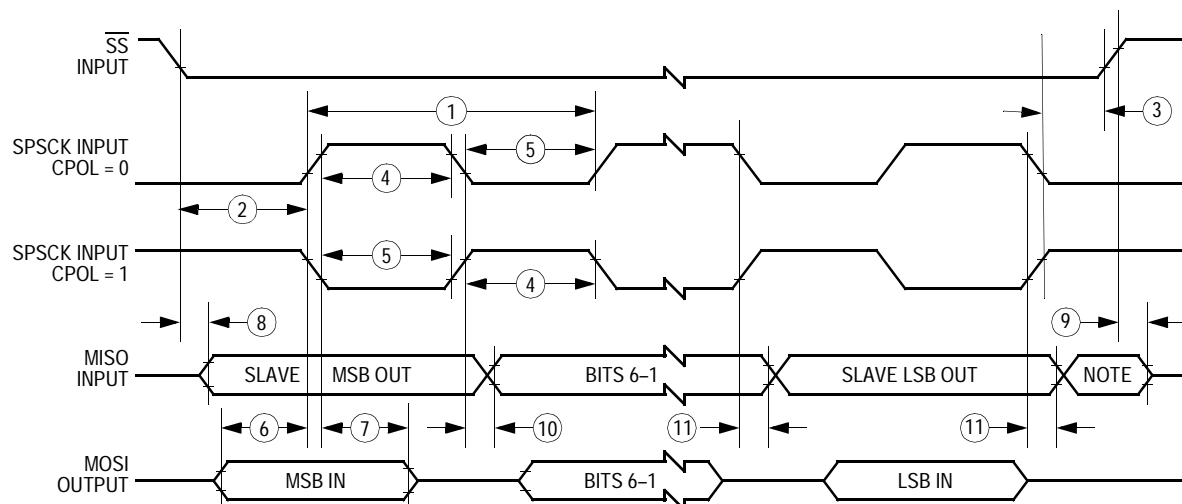 SS
INPUT
1
3
SPSCK INPUT
CPOL = 0
5
4
2
SPSCK INPUT
CPOL = 1
5
4
8
9
MISO
INPUT
SLAVE MSB OUT
BITS 6–1
SLAVE LSB OUT
NOTE
6
7
10
11
11
MOSI
OUTPUT
MSB IN
BITS 6–1
LSB IN